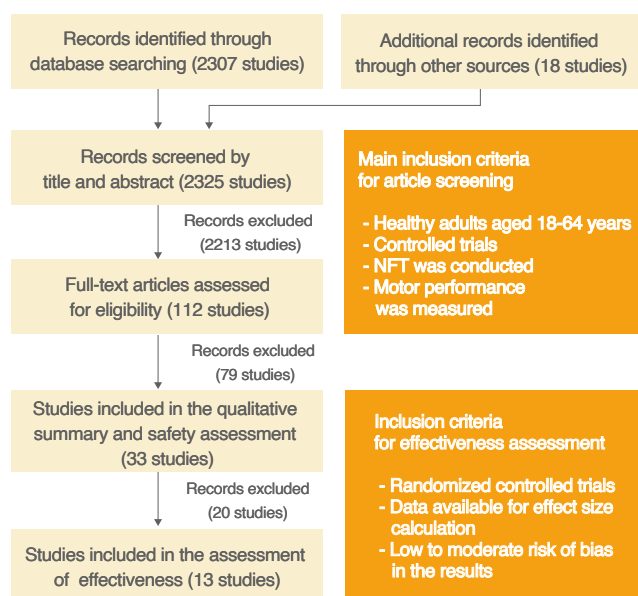 Records identified through
database searching (2307 studies)
Additional records identified
through other sources (18 studies)
Records screened by
title and abstract (2325 studies)
Main inclusion criteria
for article screening
- Healthy adults aged 18-64 years
- Controlled trials
- NFT was conducted
- Motor performance
was measured
Records excluded
(2213 studies)
Full-text articles assessed
for eligibility (112 studies)
Records excluded
(79 studies)
Studies included in the qualitative
summary and safety assessment
(33 studies)
Inclusion criteria
for effectiveness assessment
- Randomized controlled trials
- Data available for effect size
calculation
- Low to moderate risk of bias
in the results
Records excluded
(20 studies)
Studies included in the assessment
of effectiveness (13 studies)